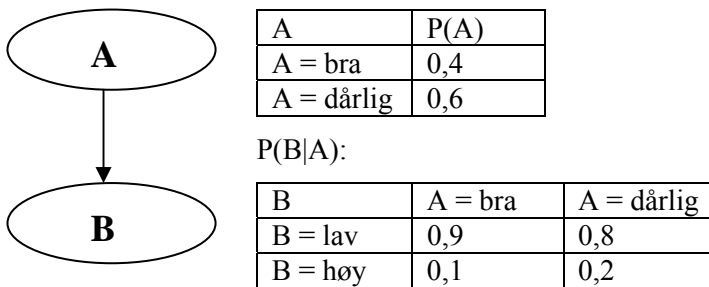 A
A P(A)
A = bra 0,4
A = dårlig 0,6
P(B|A):
B
B A = bra A = dårlig
B = lav 0,9 0,8
B = høy 0,1 0,2